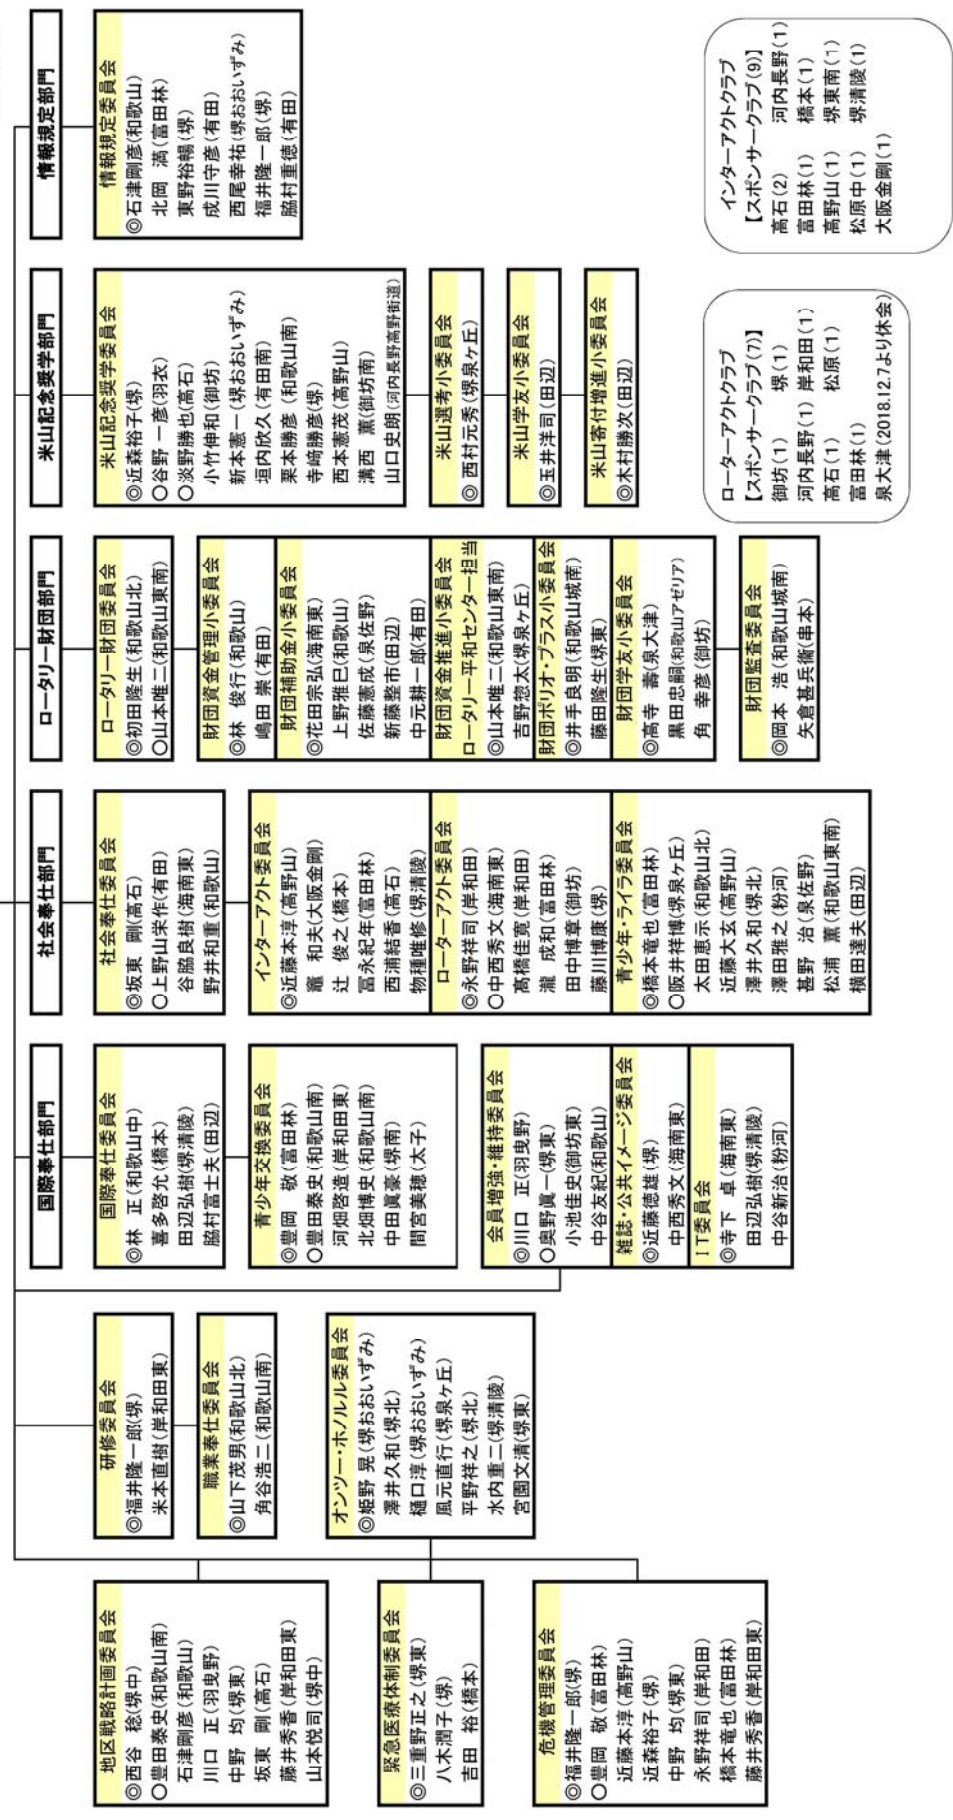 地区戦略計画委員会
◎西谷 稔(堺中)
○豊田泰史(和歌山南)
石津剛彦(和歌山)
川口 正(羽曳野)
中野 均(堺東)
坂東 剛(高石)
藤井秀香(岸和田東)
山本悦司(堺中)
緊急医療体制委員会
◎三重野正之(堺東)
八木潤子(堺)
吉田 裕(橋本)
危機管理委員会
◎福井隆一郎(堺)
○豊岡 敬(富田林)
近藤本淳(高野山)
近森裕子(堺)
中野 均(堺東)
永野祥司(岸和田)
橋本竜也(富田林)
藤井秀香(岸和田東)
研修委員会
◎福井隆一郎(堺)
米本直樹(岸和田東)
職業奉仕委員会
◎山下茂男(和歌山北)
角谷浩二(和歌山南)
オンツー・ホノルル委員会
◎姫野 晃(堺おおいずみ)
澤井久和(堺北)
樋口淳(堺おおいずみ)
風元直行(堺泉ヶ丘)
平野祥之(堺北)
水内重二(堺清陵)
宮園文清(堺東)
国際奉仕部門
国際奉仕委員会
◎林 正(和歌山中)
喜多啓允(橋本)
田辺弘樹(堺清陵)
脇村富士夫(田辺)
青少年交換委員会
◎豊岡 敬(富田林)
○豊田泰史(和歌山南)
河畑啓造(岸和田東)
北畑博史(和歌山南)
中田眞豪(堺南)
間宮美穂(太子)
会員増強・維持委員会
◎川口 正(羽曳野)
○奥野眞一(堺東)
小池佳史(御坊東)
中谷友紀(和歌山)
雑誌・公共イメージ委員会
◎近藤德雄(堺)
中西秀文(海南東)
IT委員会
◎寺下 卓(海南東)
田辺弘樹(堺清陵)
中谷新治(粉河)
社会奉仕部門
社会奉仕委員会
◎坂東 剛(高石)
○上野山栄作(有田)
谷脇良樹(海南東)
野井和重(和歌山)
インターアクト委員会
◎近藤本淳(高野山)
竈 和夫大阪金剛)
辻 俊之(橋本)
冨永紀年(富田林)
西浦結香(高石)
物種唯修(堺清陵)
ローターアクト委員会
◎永野祥司(岸和田)
○中西秀文(海南東)
髙橋佳寛(岸和田)
瀧 成和(富田林)
田中博章(御坊)
藤川博康(堺)
青少年・ライラ委員会
◎橋本竜也(富田林)
○阪井祥博(堺泉ヶ丘)
太田恵示(和歌山北)
近藤大玄(高野山)
澤井久和(堺北)
澤田雅之(粉河)
甚野 治(泉佐野)
松浦 薫(和歌山東南)
横田達夫(田辺)
ロータリー財団部門
ロータリー財団委員会
◎初田隆生(和歌山北)
○山本唯二(和歌山東南)
財団資金管理小委員会
◎林 俊行(和歌山)
嶋田 崇(有田)
財団補助金小委員会
◎花田宗弘(海南東)
上野雅巳(和歌山)
佐藤憲成(泉佐野)
新藤整市(田辺)
中元耕一郎(有田)
財団資金推進小委員会
ロータリー平和センター担当
◎山本唯二(和歌山東南)
吉野惣太(堺泉ヶ丘)
財団ポリオ・プラス小委員会
◎井手良明(和歌山城南)
藤田隆生(堺東)
財団学友小委員会
◎高寺 壽(泉大津)
黒田忠嗣(和歌山アゼリア)
角 幸彦(御坊)
財団監査委員会
◎岡本 浩(和歌山城南)
矢倉甚兵衞(串本)
米山記念奨学部門
米山記念奨学委員会
◎近森裕子(堺)
○谷野一彦(羽衣)
○淡野勝也(高石)
小竹伸和(御坊)
新本憲一(堺おおいずみ)
垣内欣久(有田南)
栗本勝彦 (和歌山南)
寺﨑勝彦(堺)
西本憲茂(高野山)
溝西 薫(御坊南)
山口史朗(河内長野高野街道)
米山選考小委員会
◎ 西村元秀(堺泉ヶ丘)
米山学友小委員会
◎玉井洋司(田辺)
米山寄付増進小委員会
◎木村勝次(田辺)
ローターアクトクラブ
【スポンサークラブ(7)】
御坊(1) 堺(1)
河内長野(1) 岸和田(1)
高石(1) 松原(1)
富田林(1)
泉大津(2018.12.7より休会)
情報規定部門
情報規定委員会
◎石津剛彦(和歌山)
北岡 満(富田林)
東野裕暢(堺)
成川守彦(有田)
西尾幸祐(堺おおいずみ)
福井隆一郎(堺)
脇村重徳(有田)
インターアクトクラブ
【スポンサークラブ(9)】
高石(2) 河内長野(1)
富田林(1) 橋本(1)
高野山(1) 堺東南(1)
松原中(1) 堺清陵(1)
大阪金剛(1)